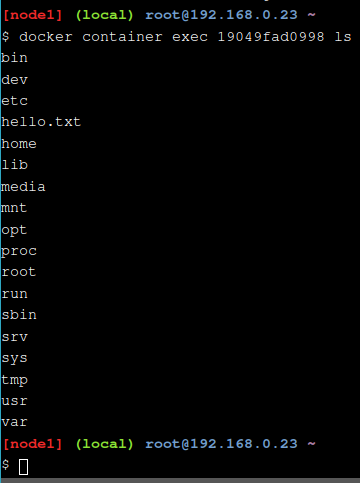 [node1] (local) root@192.168.0.23 ~
$ docker container exec 19049fad0998 ls
bin
dev
etc
hello.txt
home
lib
media
mnt
opt
proc
root
run
sbin
srv
sys
tmp
usr
var
[node1] (local) root@192.168.0.23 ~
$